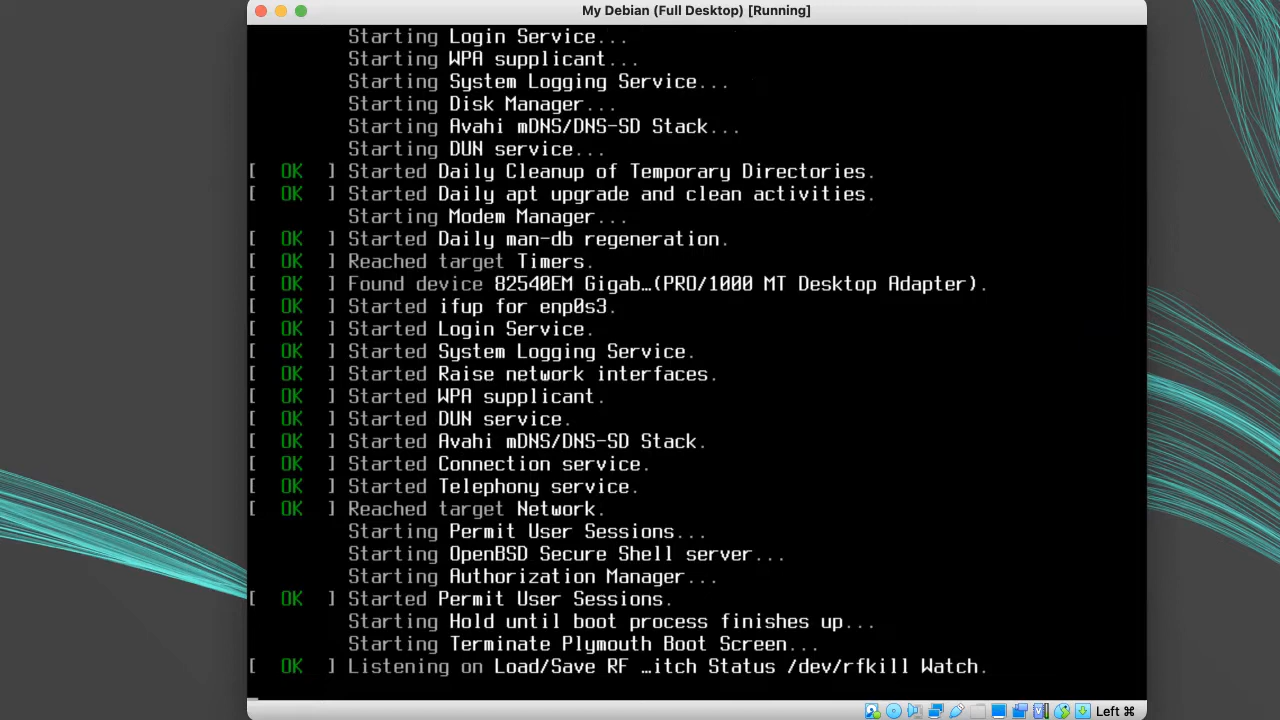 My Debian (Full Desktop) [Running]
Starting Login Service...
Starting WPA supplicant...
Starting System Logging Service...
Starting Disk Manager...
Starting Avahi mDNS/DNS-SD Stack...
Starting DUN service...
[  OK  ] Started Daily Cleanup of Temporary Directories.
[  OK  ] Started Daily apt upgrade and clean activities.
Starting Modem Manager...
[  OK  ] Started Daily man-db regeneration.
[  OK  ] Reached target Timers.
[  OK  ] Found device 82540EM Gigab…(PRO/1000 MT Desktop Adapter).
[  OK  ] Started ifup for enp0s3.
[  OK  ] Started Login Service.
[  OK  ] Started System Logging Service.
[  OK  ] Started Raise network interfaces.
[  OK  ] Started WPA supplicant.
[  OK  ] Started DUN service.
[  OK  ] Started Avahi mDNS/DNS-SD Stack.
[  OK  ] Started Connection service.
[  OK  ] Started Telephony service.
[  OK  ] Reached target Network.
Starting Permit User Sessions...
Starting OpenBSD Secure Shell server...
Starting Authorization Manager...
[  OK  ] Started Permit User Sessions.
Starting Hold until boot process finishes up...
Starting Terminate Plymouth Boot Screen...
[  OK  ] Listening on Load/Save RF …itch Status /dev/rfkill Watch.
Left ⌘